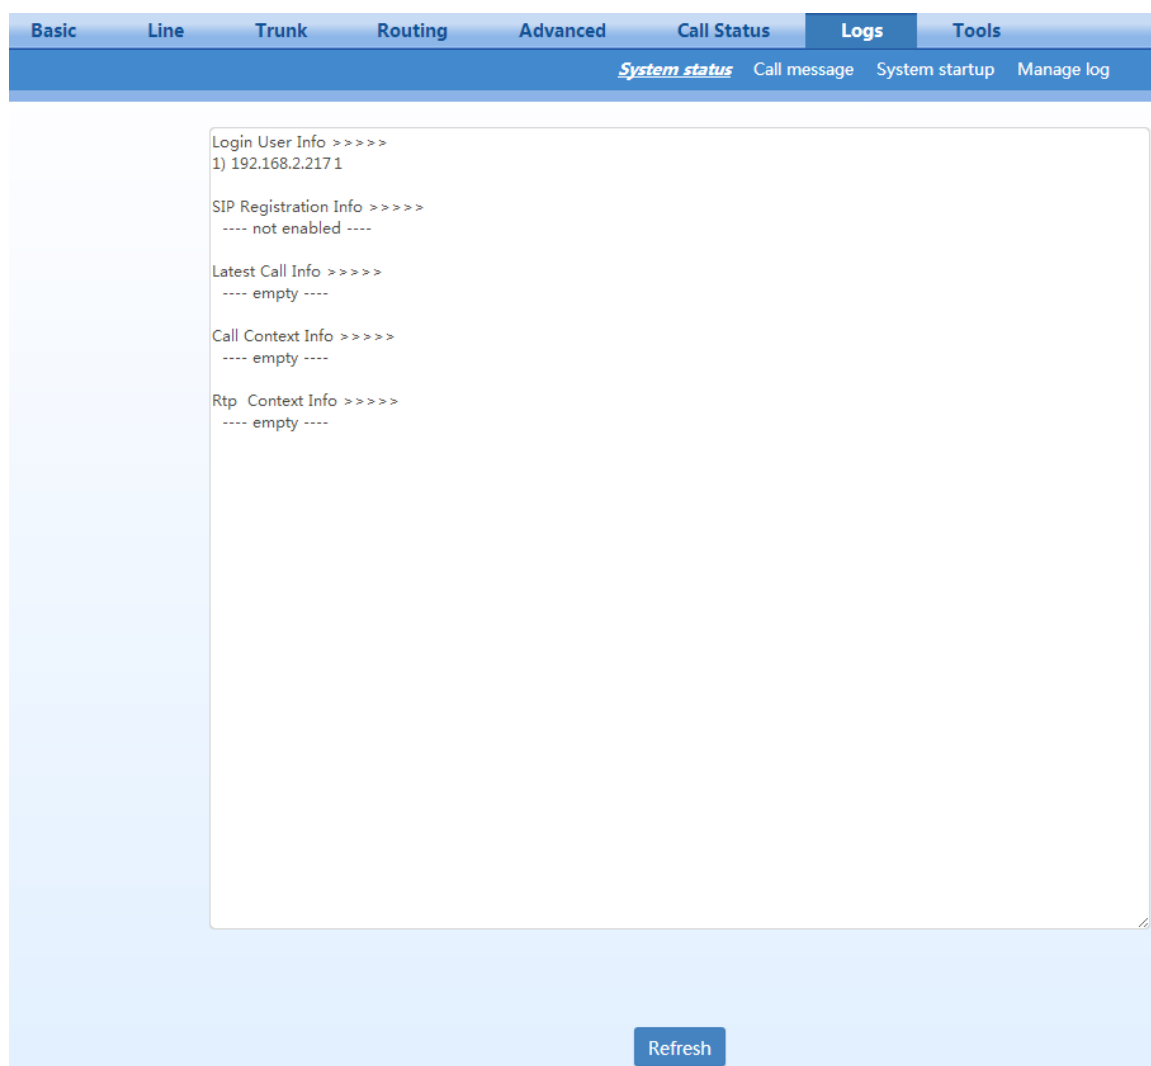 Basic Line Trunk Routing Advanced Call Status Logs Tools
System status Call message System startup Manage log
Login User Info >>>>>
1) 192.168.2.217 1
SIP Registration Info >>>>>
---- not enabled ----
Latest Call Info >>>>>
---- empty ----
Call Context Info >>>>>
---- empty ----
Rtp  Context Info >>>>>
---- empty ----
Refresh